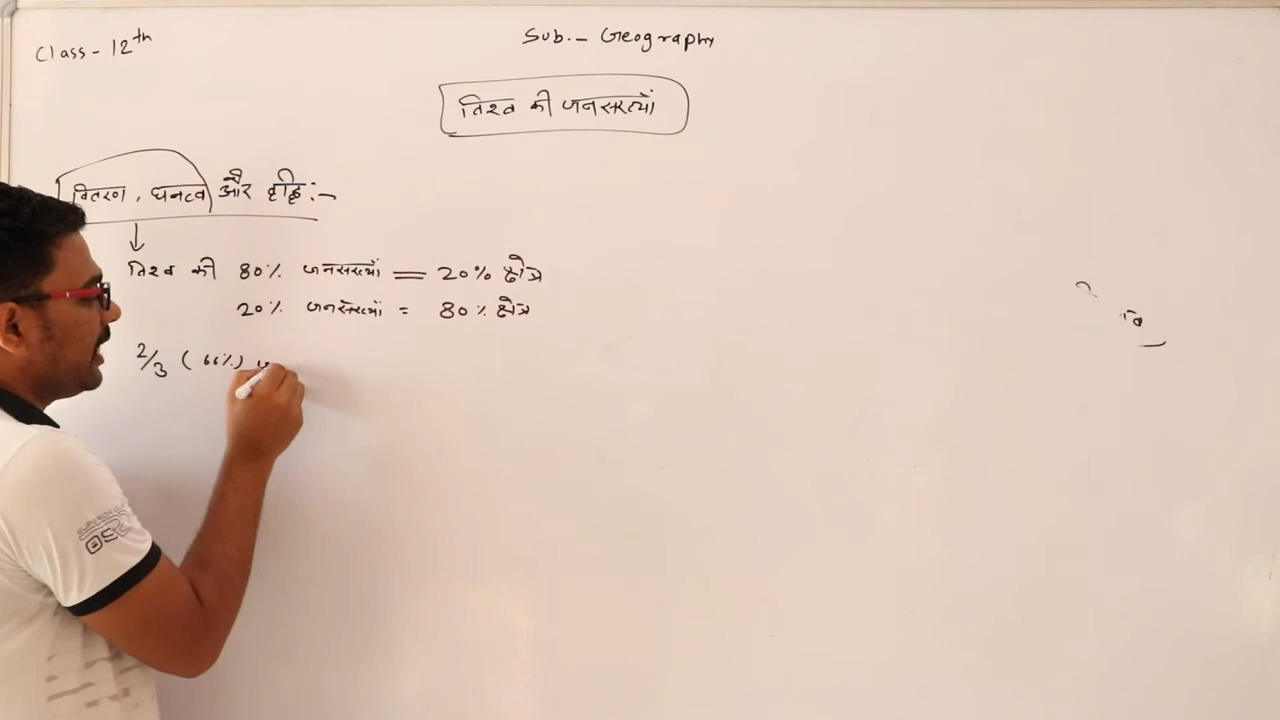 Class - 12th
Sub. - Geography
विश्व की जनसंख्याँ
वितरण, घनत्व और वृद्धि :-
विश्व की 80% जनसंख्याँ = 20% क्षेत्र
20% जनसंख्याँ = 80% क्षेत्र
2/3 (66%) ज